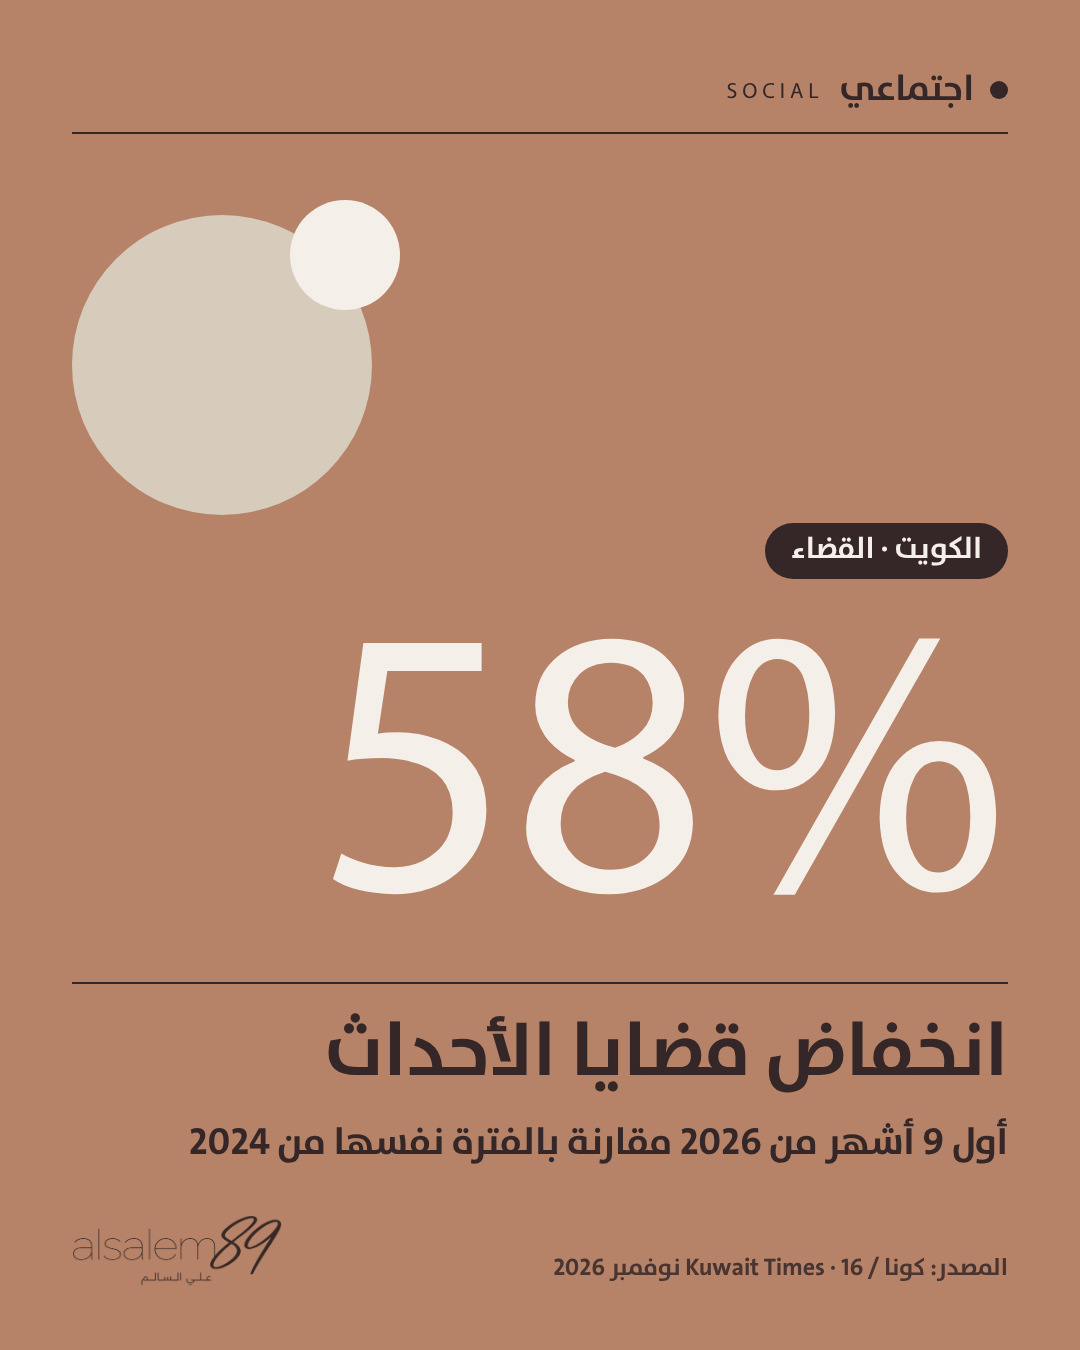 اجتماعي SOCIAL
الكويت · القضاء
58%
انخفاض قضايا الأحداث
أول 9 أشهر من 2026 مقارنة بالفترة نفسها من 2024
المصدر: كونا / Kuwait Times · 16 نوفمبر 2026
alsalem89
علي السالم